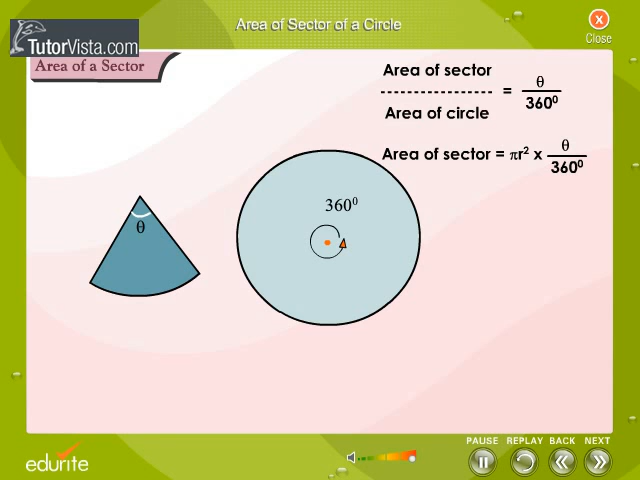 Area of Sector of a Circle
X
Close
TutorVista.com
Area of a Sector
Area of sector
Area of circle
= θ
360⁰
Area of sector = πr² x θ
360⁰
360⁰
θ
PAUSE REPLAY BACK NEXT
edurite